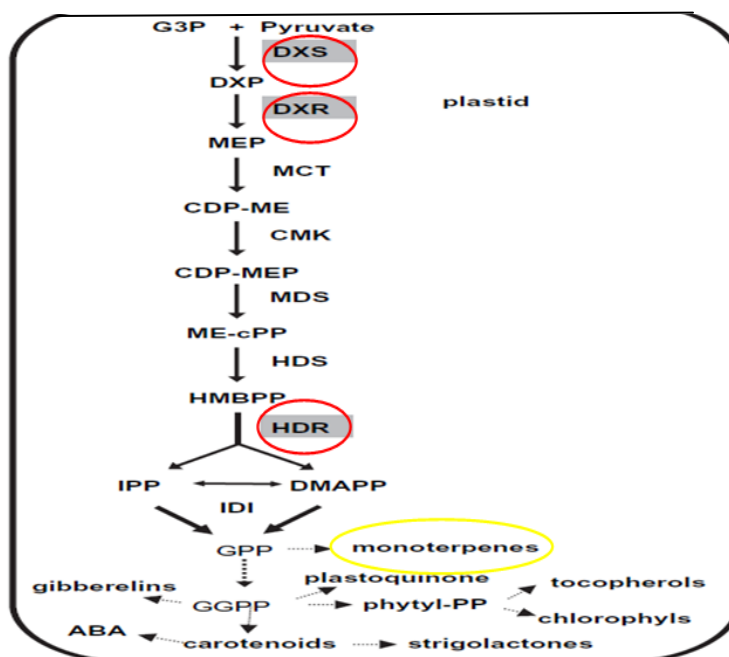 G3P + Pyruvate
DXS
DXP
DXR
plastid
MEP
MCT
CDP-ME
CMK
CDP-MEP
MDS
ME-cPP
HDS
HMBPP
HDR
IPP DMAPP
IDI
GPP monoterpenes
gibberelins plastoquinone tocopherols
GGPP phytyl-PP
chlorophyls
ABA carotenoids strigolactones